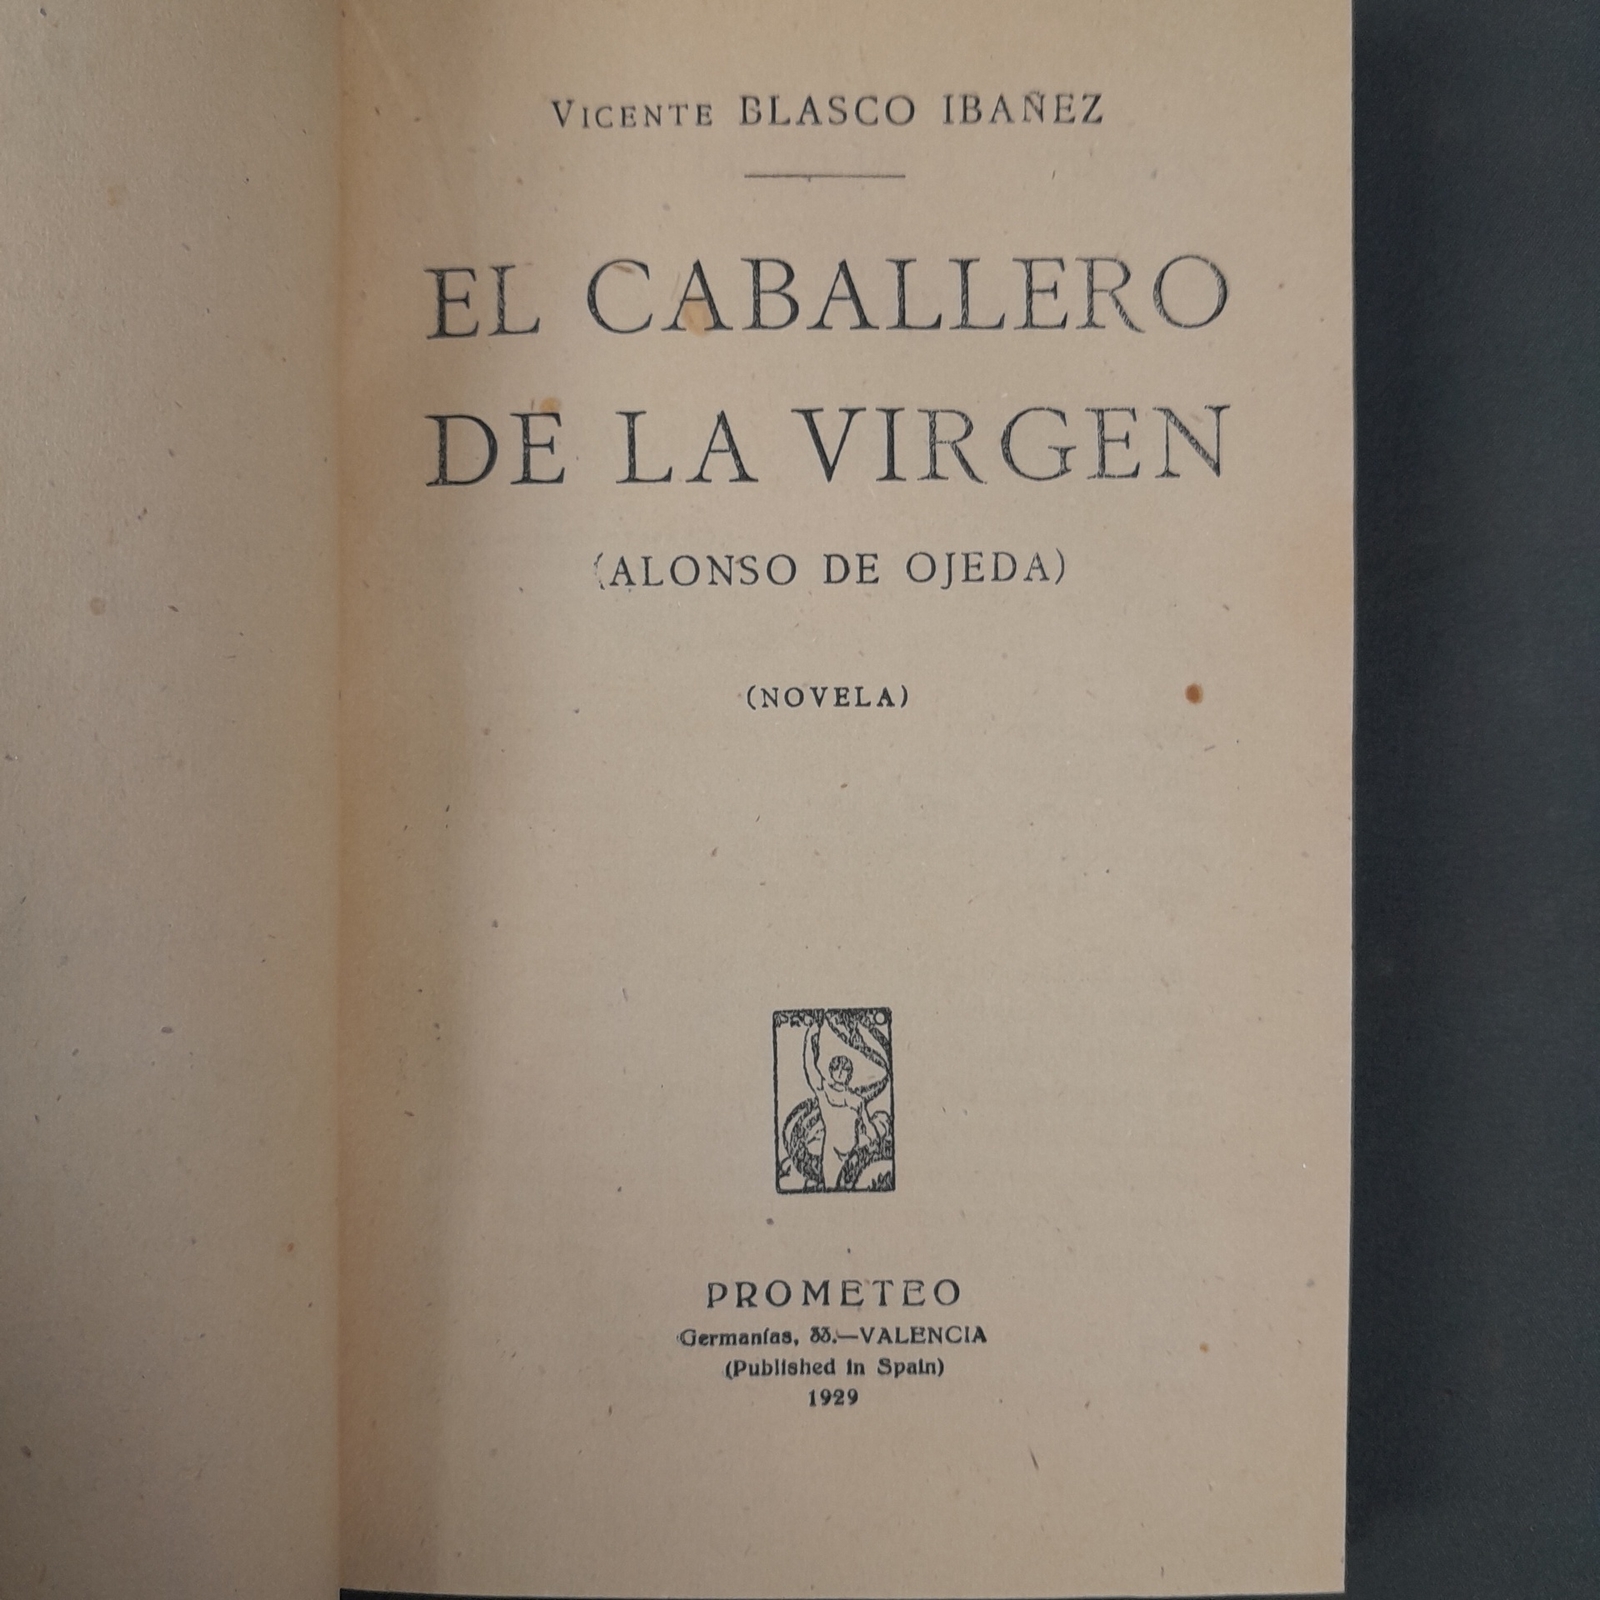 VICENTE BLASCO IBAÑEZ
EL CABALLERO
DE LA VIRGEN
(ALONSO DE OJEDA)
(NOVELA)
PROMETEO
Germanías, 33.—VALENCIA
(Published in Spain)
1929